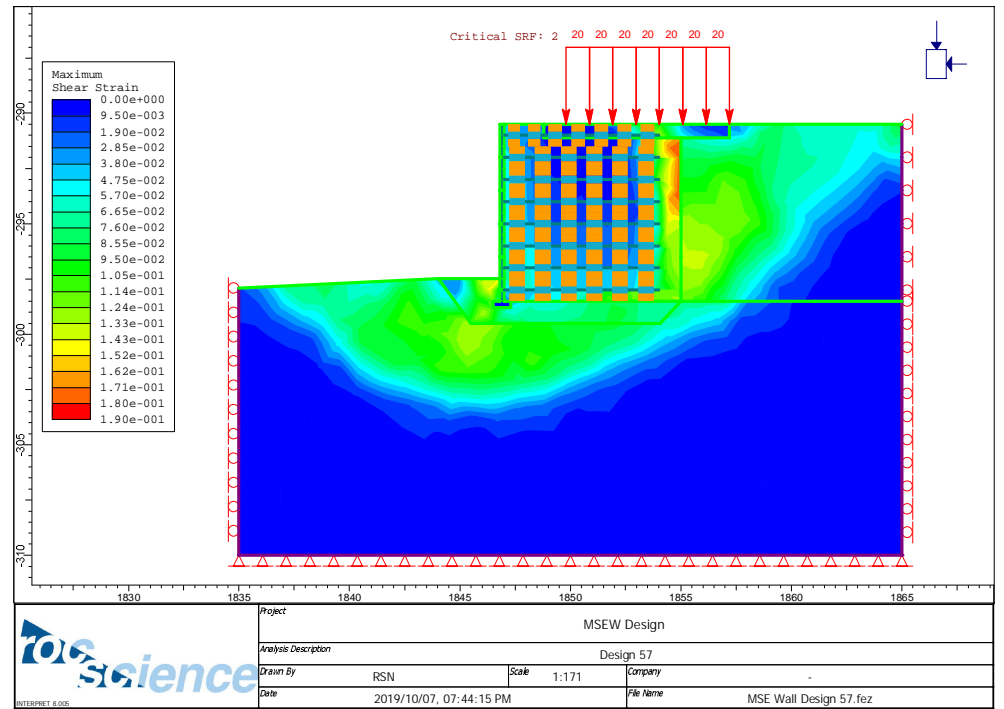 Critical SRF: 2 20 20 20 20 20 20 20
Maximum
Shear Strain
0.00e+000
9.50e-003
1.90e-002
2.85e-002
3.80e-002
4.75e-002
5.70e-002
6.65e-002
7.60e-002
8.55e-002
9.50e-002
1.05e-001
1.14e-001
1.24e-001
1.33e-001
1.43e-001
1.52e-001
1.62e-001
1.71e-001
1.80e-001
1.90e-001
-290
-295
-300
-305
-310
1830 1835 1840 1845 1850 1855 1860 1865
rocscience
INTERPRET 8.005
Project
MSEW Design
Analysis Description
Design 57
Drawn By RSN Scale 1:171 Company -
Date 2019/10/07, 07:44:15 PM File Name MSE Wall Design 57.fez